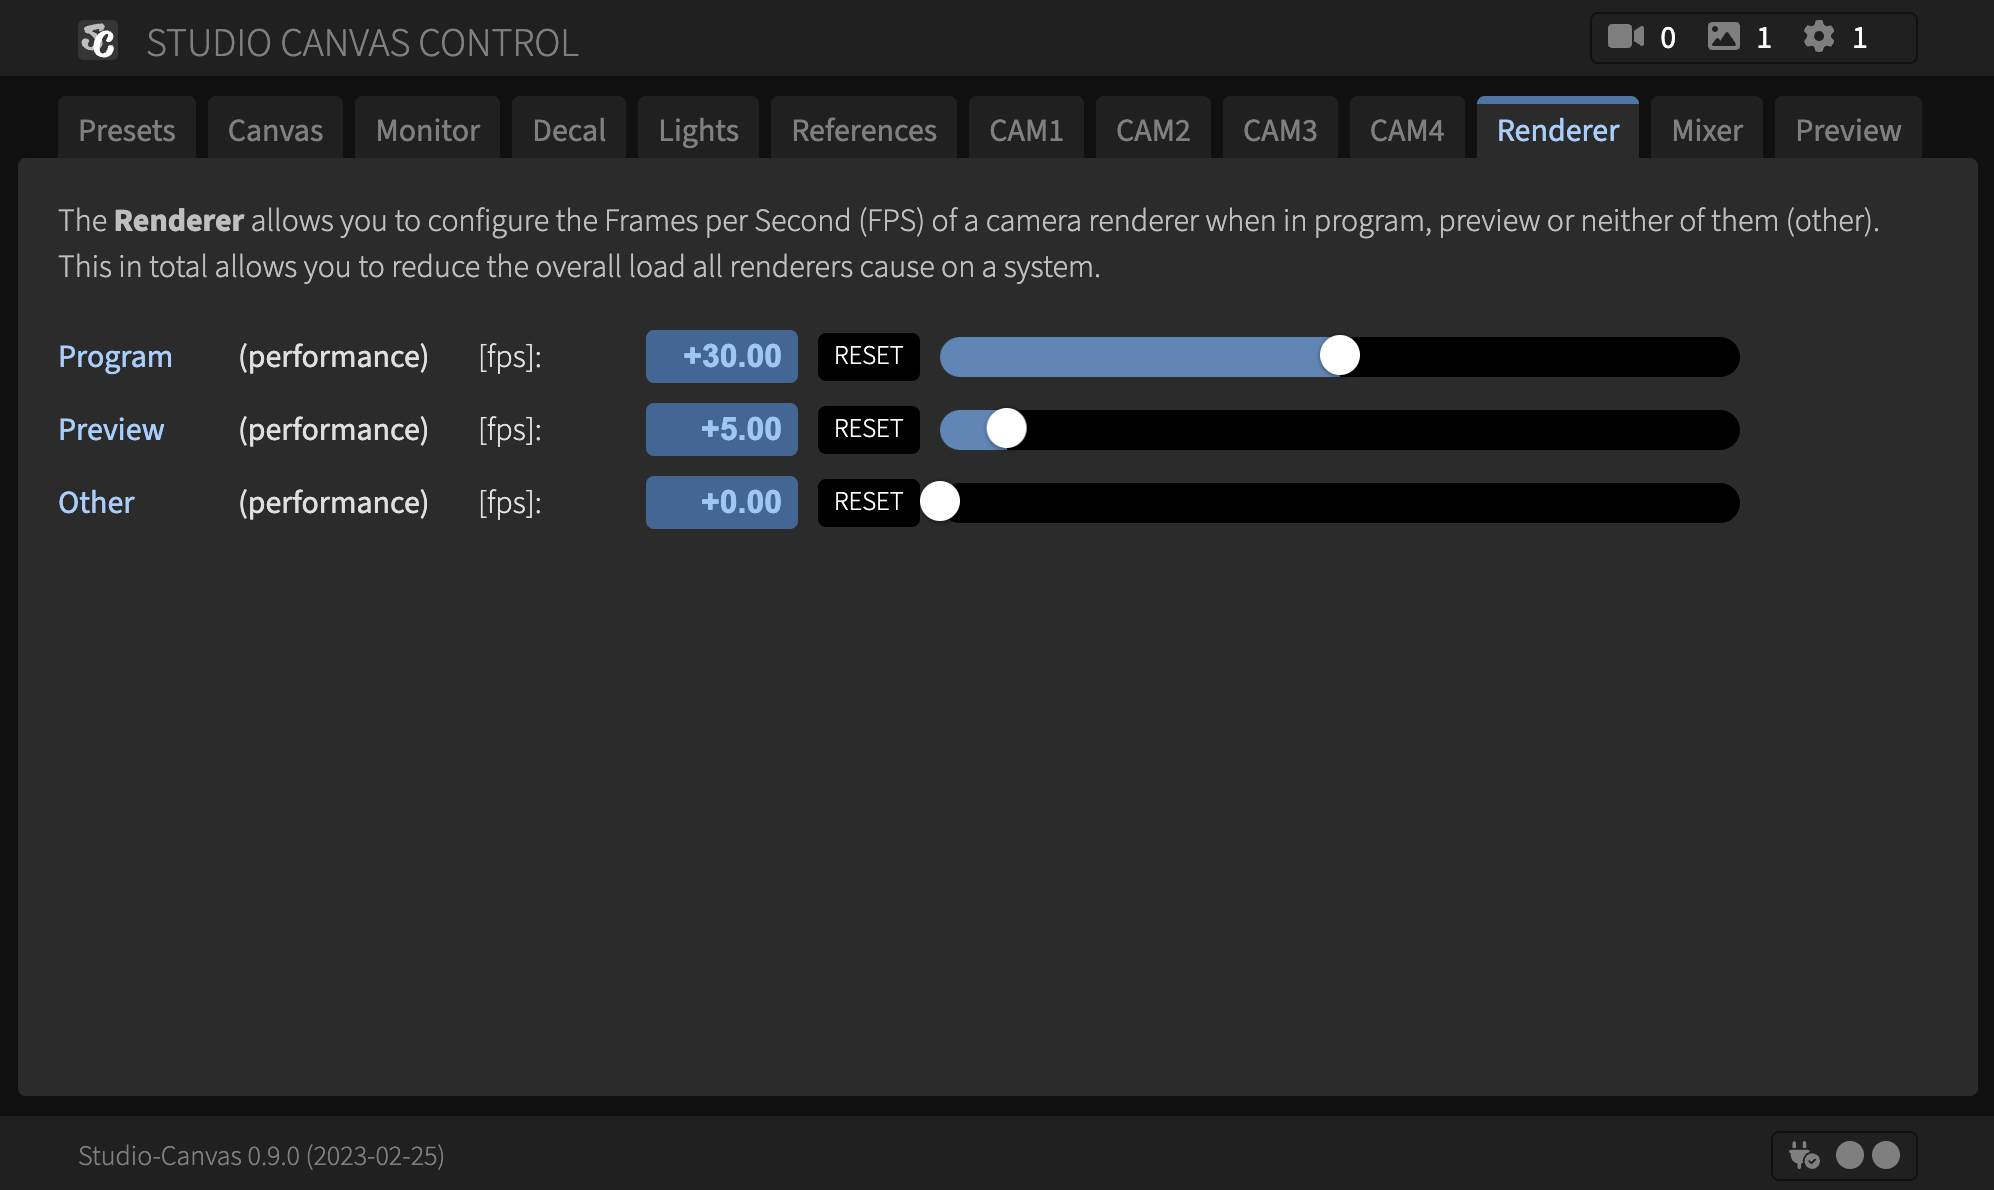 SC STUDIO CANVAS CONTROL 0 1 1
Presets Canvas Monitor Decal Lights References CAM1 CAM2 CAM3 CAM4 Renderer Mixer Preview
The Renderer allows you to configure the Frames per Second (FPS) of a camera renderer when in program, preview or neither of them (other).
This in total allows you to reduce the overall load all renderers cause on a system.
Program (performance) [fps]: +30.00 RESET
Preview (performance) [fps]: +5.00 RESET
Other (performance) [fps]: +0.00 RESET
Studio-Canvas 0.9.0 (2023-02-25)